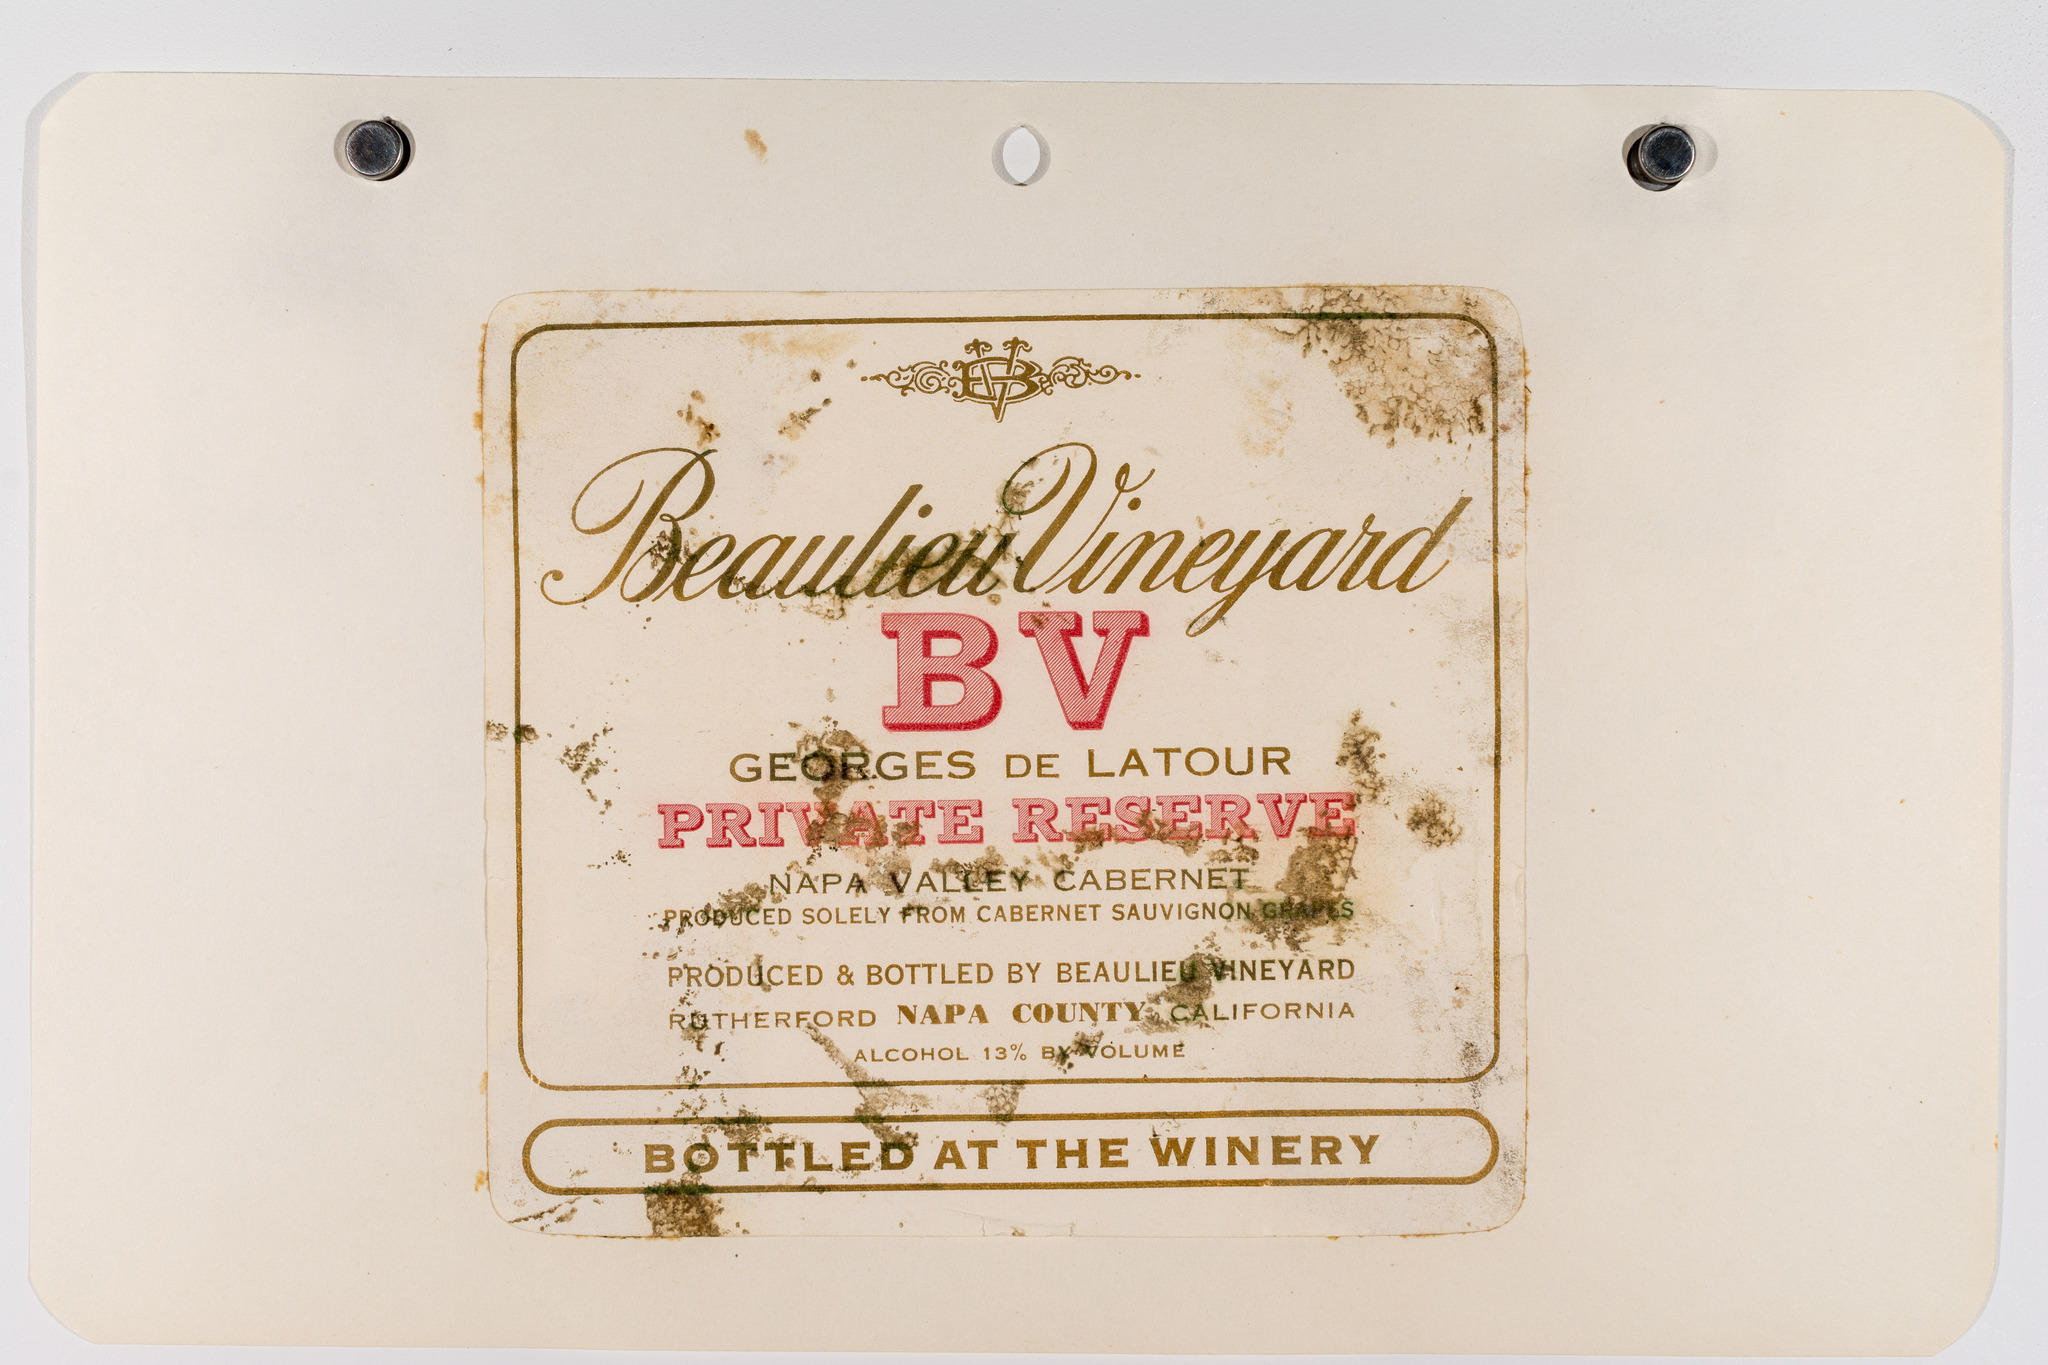 BV
Beaulieu Vineyard
BV
GEORGES DE LATOUR
PRIVATE RESERVE
NAPA VALLEY CABERNET
PRODUCED SOLELY FROM CABERNET SAUVIGNON GRAPES
PRODUCED & BOTTLED BY BEAULIEU VINEYARD
RUTHERFORD NAPA COUNTY CALIFORNIA
ALCOHOL 13% BY VOLUME
BOTTLED AT THE WINERY